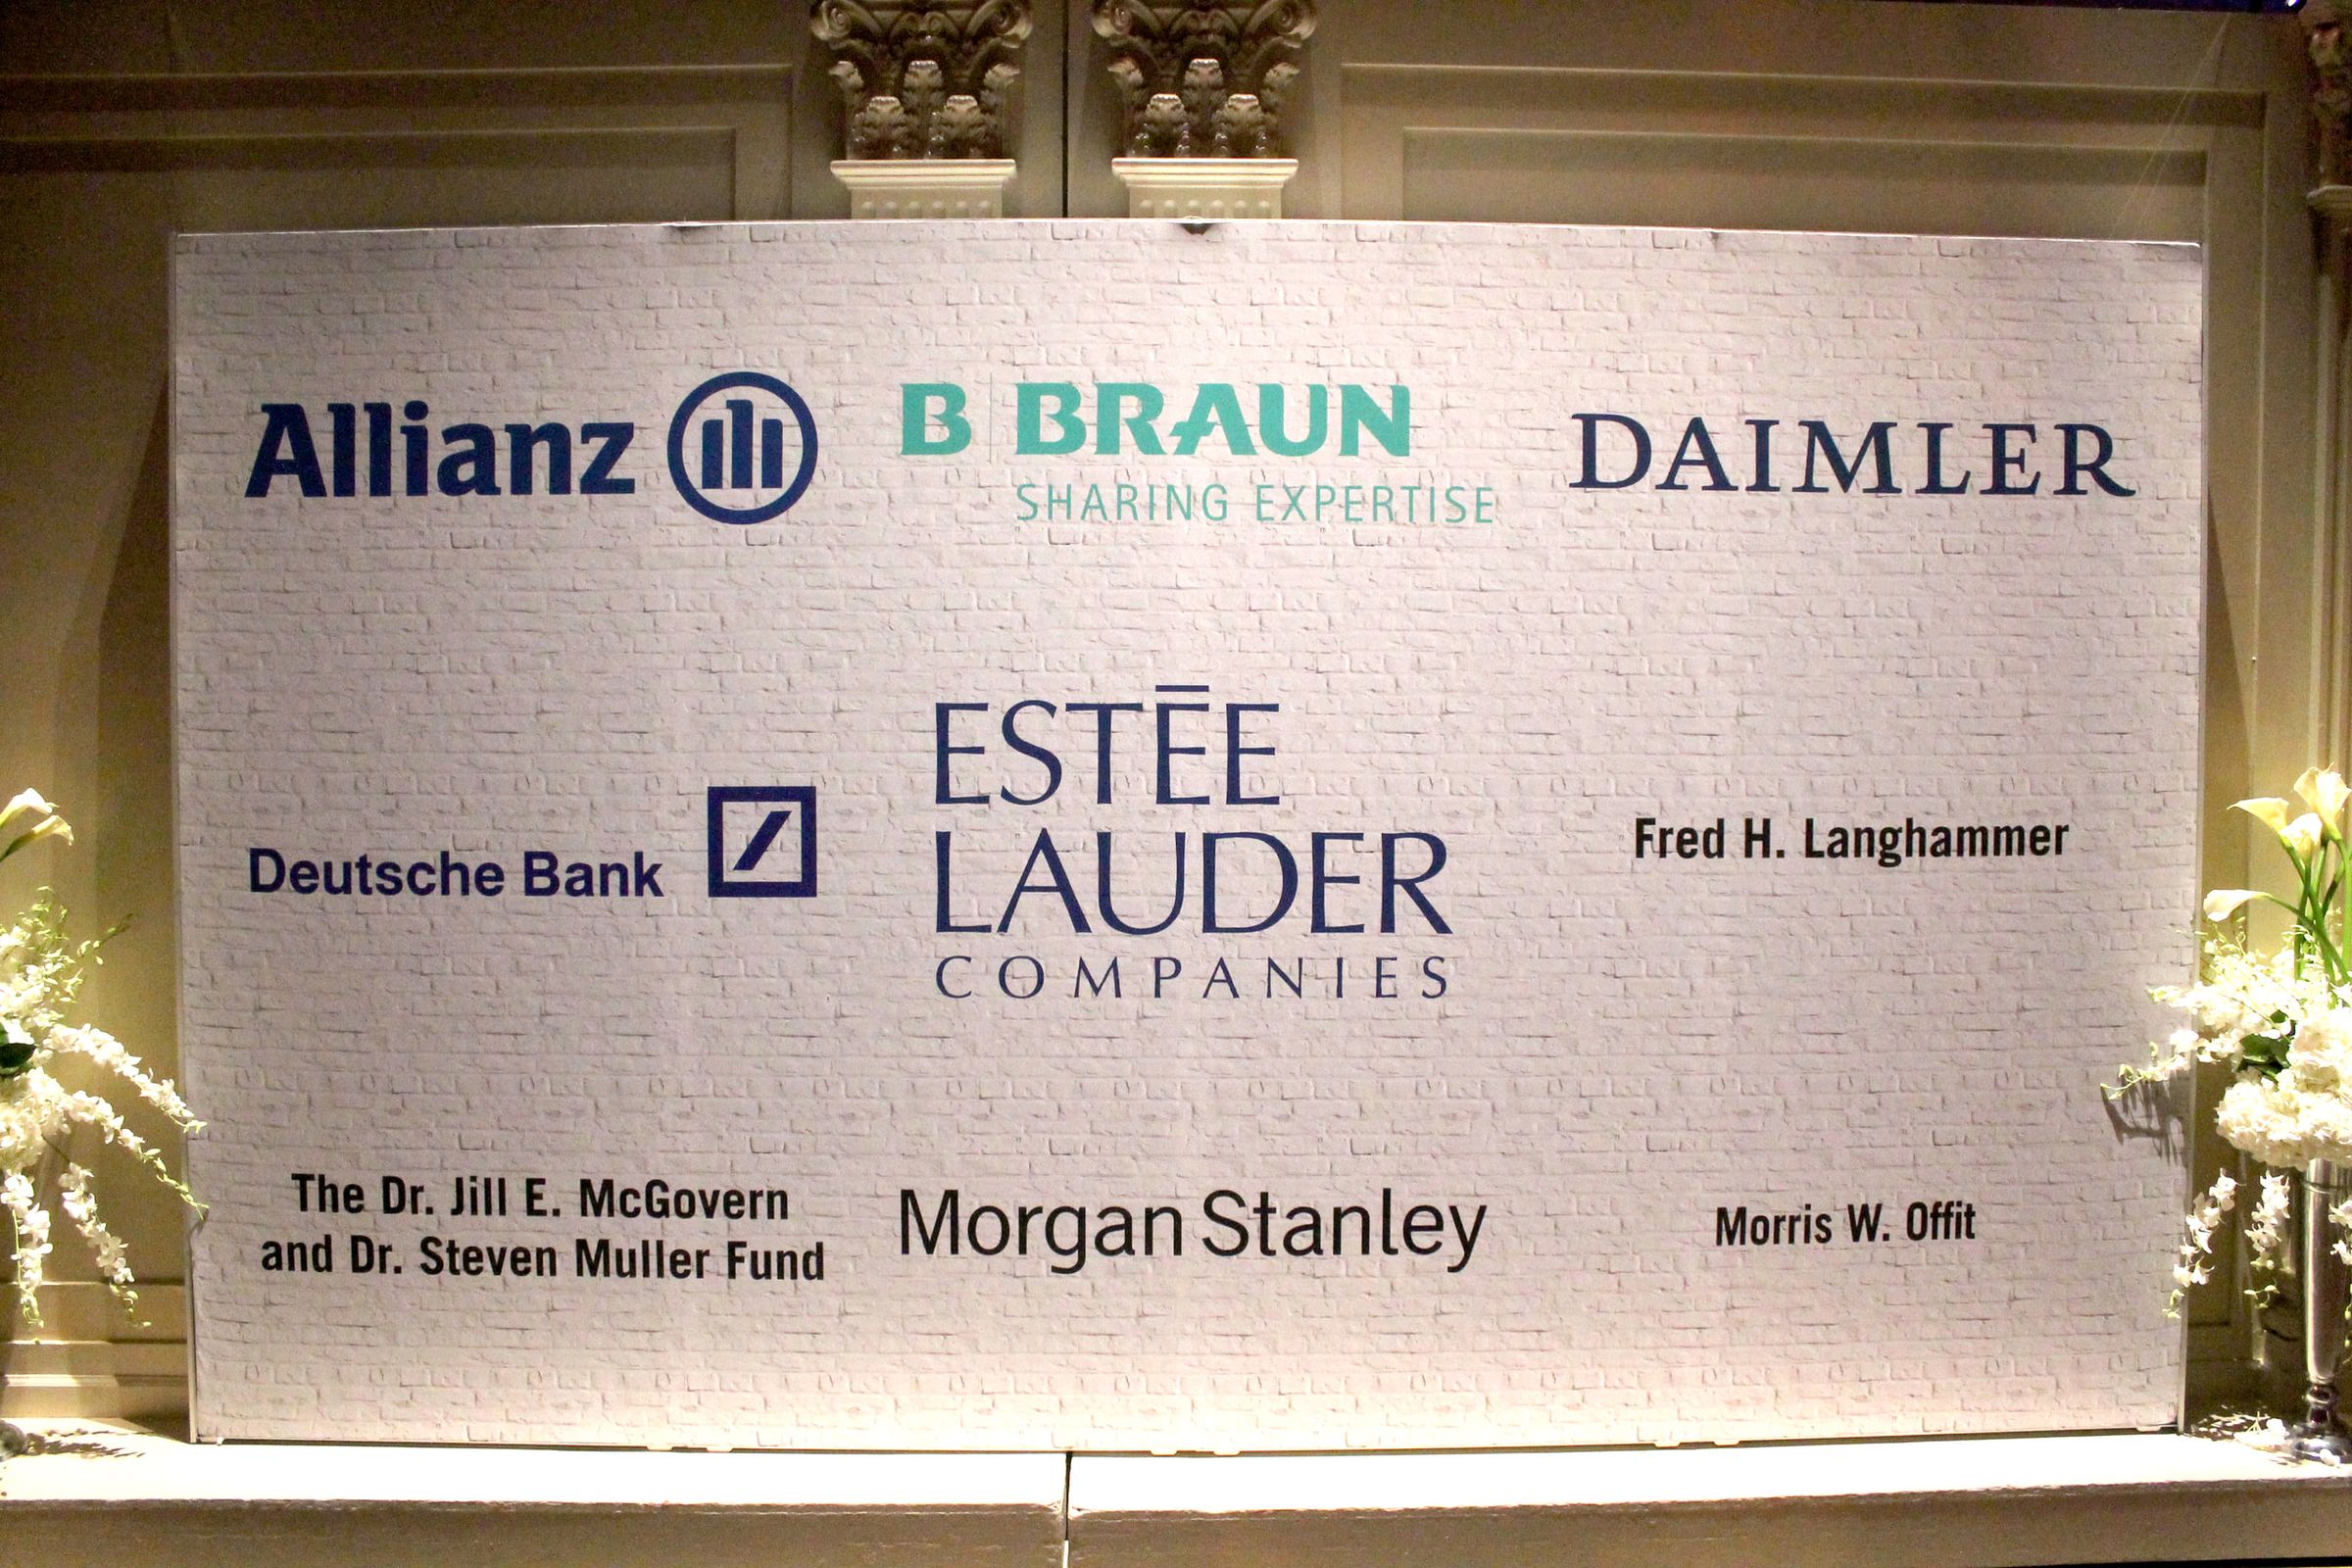 Allianz
B BRAUN
SHARING EXPERTISE
DAIMLER
Deutsche Bank
ESTĒE
LAUDER
COMPANIES
Fred H. Langhammer
The Dr. Jill E. McGovern
and Dr. Steven Muller Fund
Morgan Stanley
Morris W. Offit